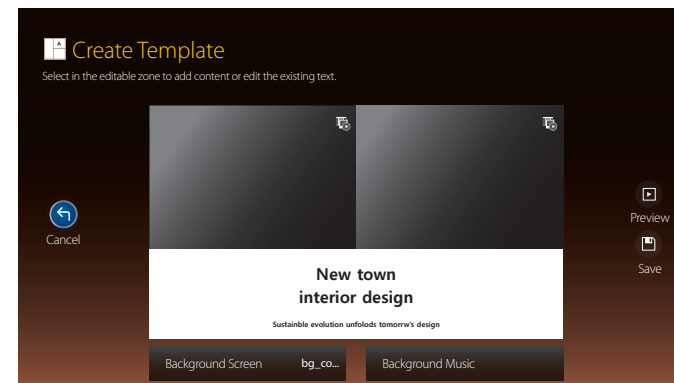 A
Create Template
Select in the editable zone to add content or edit the existing text.
Cancel
Preview
Save
New town
interior design
Sustainble evolution unfolods tomorrw's design
Background Screen bg_co...
Background Music